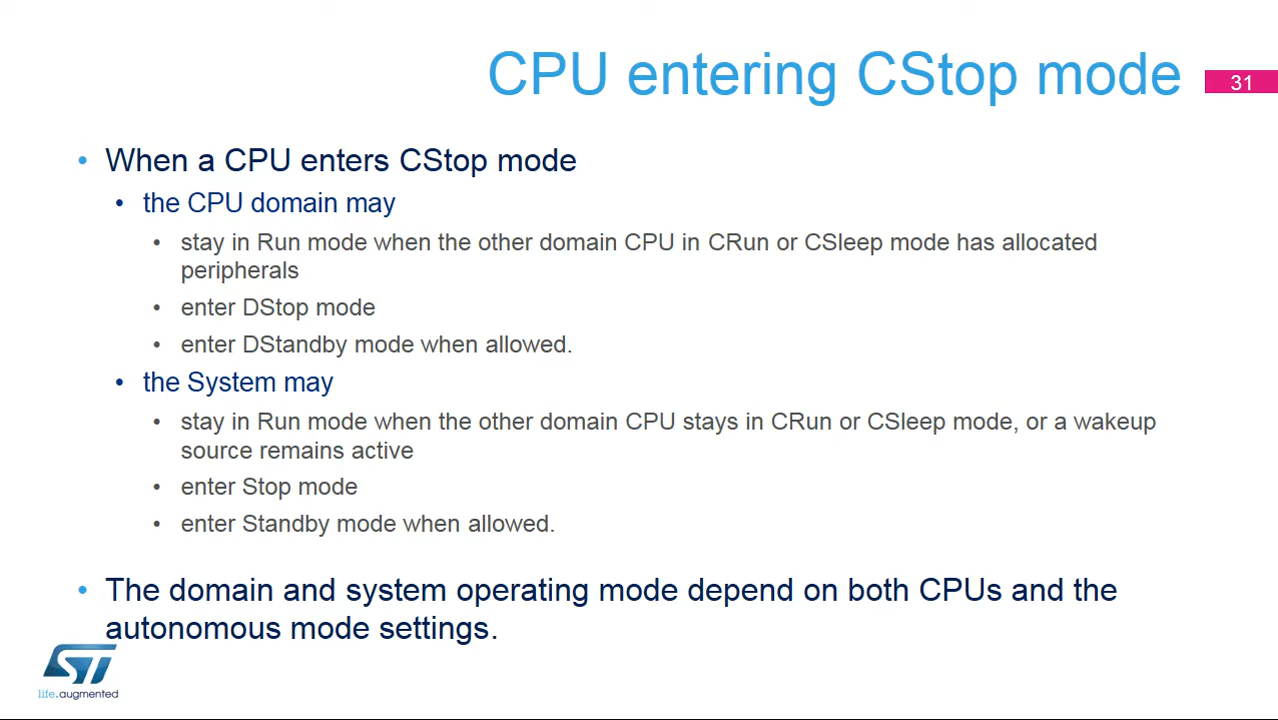 CPU entering CStop mode
31
• When a CPU enters CStop mode
• the CPU domain may
• stay in Run mode when the other domain CPU in CRun or CSleep mode has allocated
peripherals
• enter DStop mode
• enter DStandby mode when allowed.
• the System may
• stay in Run mode when the other domain CPU stays in CRun or CSleep mode, or a wakeup
source remains active
• enter Stop mode
• enter Standby mode when allowed.
• The domain and system operating mode depend on both CPUs and the
autonomous mode settings.
ST
life.augmented